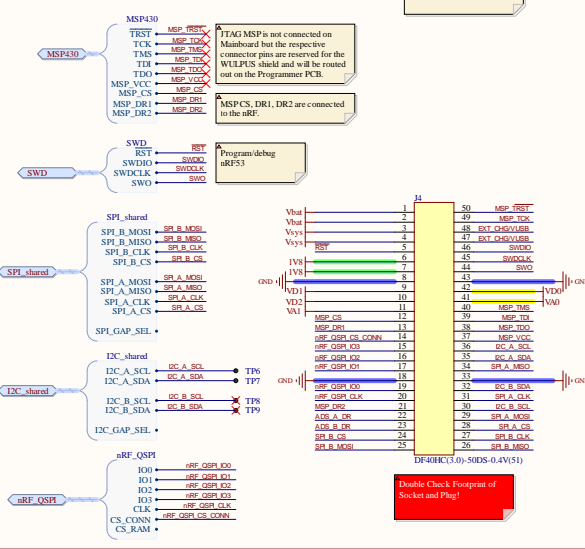 MSP430
MSP430
TRST MSP_TRST
TCK MSP_TCK
TMS MSP_TMS
TDI MSP_TDI
TDO MSP_TDO
MSP_VCC MSP_VCC
MSP_CS MSP_CS
MSP_DR1 MSP_DR1
MSP_DR2 MSP_DR2
JTAG MSP is not connected on
Mainboard but the respective
connector pins are reserved for the
WULPUS shield and will be routed
out on the Programmer PCB.
MSP CS, DR1, DR2 are connected
to the nRF.
SWD
SWD
RST RST
SWDIO SWDIO
SWDCLK SWDCLK
SWO SWO
Program/debug
nRF53
SPI_shared
SPI_shared
SPI_B_MOSI SPI_B_MOSI
SPI_B_MISO SPI_B_MISO
SPI_B_CLK SPI_B_CLK
SPI_B_CS SPI_B_CS
SPI_A_MOSI SPI_A_MOSI
SPI_A_MISO SPI_A_MISO
SPI_A_CLK SPI_A_CLK
SPI_A_CS SPI_A_CS
SPI_GAP_SEL
I2C_shared
I2C_shared
I2C_A_SCL I2C_A_SCL TP6
I2C_A_SDA I2C_A_SDA TP7
I2C_B_SCL I2C_B_SCL TP8
I2C_B_SDA I2C_B_SDA TP9
I2C_GAP_SEL
nRF_QSPI
nRF_QSPI
IO0 nRF_QSPI_IO0
IO1 nRF_QSPI_IO1
IO2 nRF_QSPI_IO2
IO3 nRF_QSPI_IO3
CLK nRF_QSPI_CLK
CS_CONN nRF_QSPI_CS_CONN
CS_RAM
J4
Vbat 1 50 MSP_TRST
Vbat 2 49 MSP_TCK
Vsys 3 48 EXT_CHG/VUSB
Vsys 4 47 EXT_CHG/VUSB
RST 5 46 SWDIO
1V8 6 45 SWDCLK
1V8 7 44 SWO
GND 8 43 GN
VD1 9 42 VD0
VD2 10 41 VA0
VA1 11 40 MSP_TMS
MSP_CS 12 39 MSP_TDI
MSP_DR1 13 38 MSP_TDO
nRF_QSPI_CS_CONN 14 37 MSP_VCC
nRF_QSPI_IO3 15 36 I2C_A_SCL
nRF_QSPI_IO2 16 35 I2C_A_SDA
nRF_QSPI_IO1 17 34 SPI_A_MISO
GND 18 33 GN
nRF_QSPI_IO0 19 32 I2C_B_SDA
nRF_QSPI_CLK 20 31 SPI_A_CLK
MSP_DR2 21 30 I2C_B_SCL
ADS_A_DR 22 29 SPI_A_MOSI
ADS_B_DR 23 28 SPI_A_CS
SPI_B_CS 24 27 SPI_B_CLK
SPI_B_MOSI 25 26 SPI_B_MISO
DF40HC(3.0)-50DS-0.4V(51)
Double Check Footprint of
Socket and Plug!